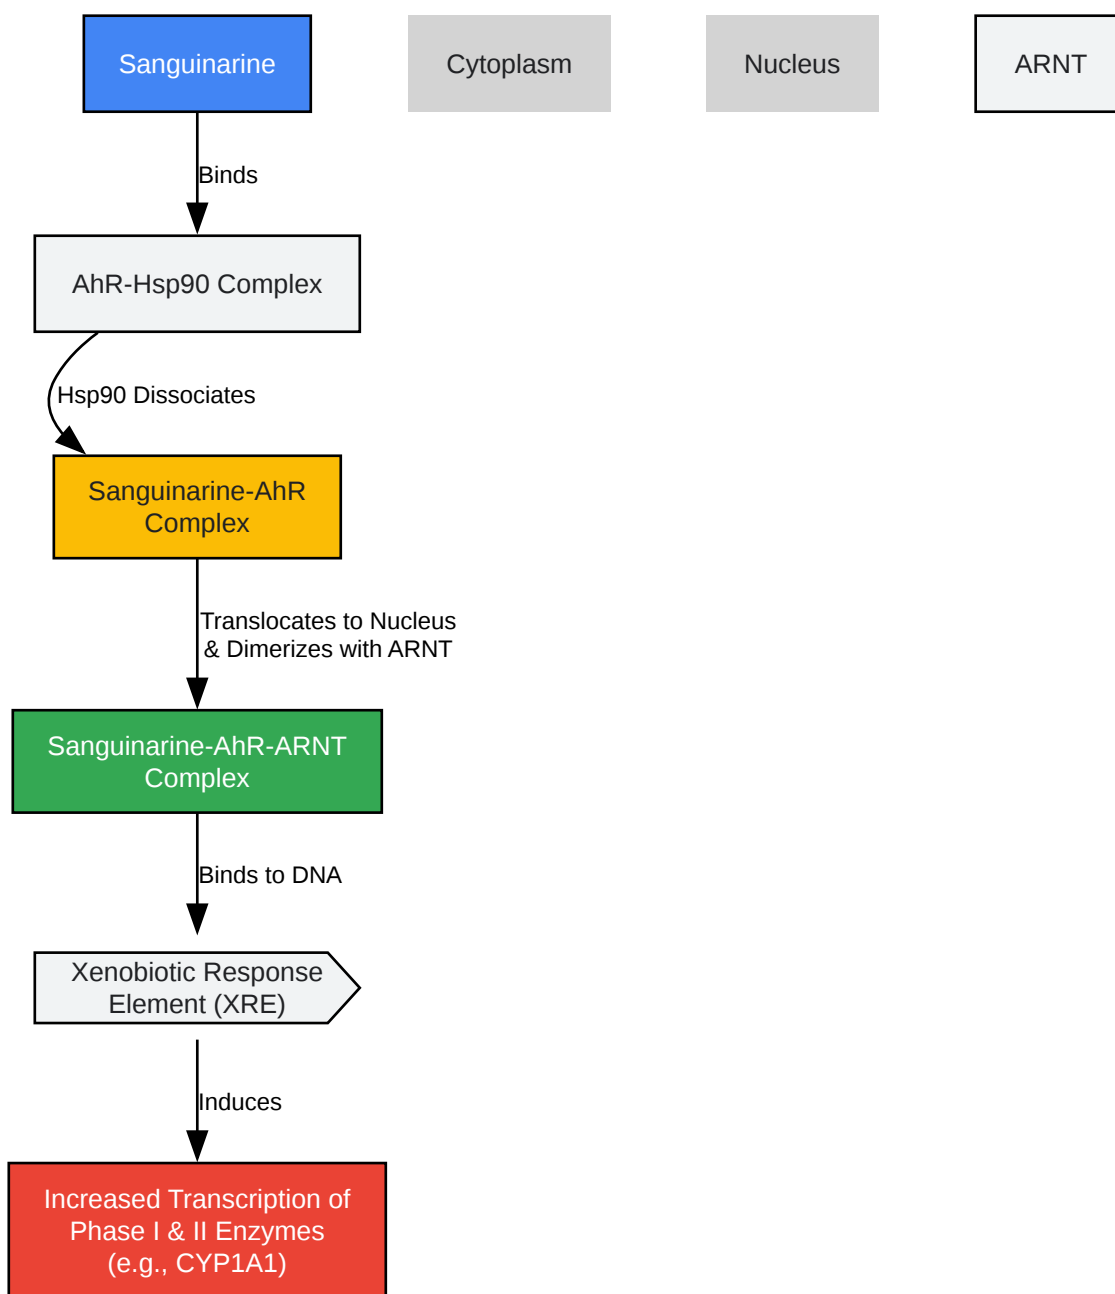 Sanguinarine
Cytoplasm
Nucleus
ARNT
Binds
AhR-Hsp90 Complex
Hsp90 Dissociates
Sanguinarine-AhR
Complex
Translocates to Nucleus
& Dimerizes with ARNT
Sanguinarine-AhR-ARNT
Complex
Binds to DNA
Xenobiotic Response
Element (XRE)
Induces
Increased Transcription of
Phase I & II Enzymes
(e.g., CYP1A1)